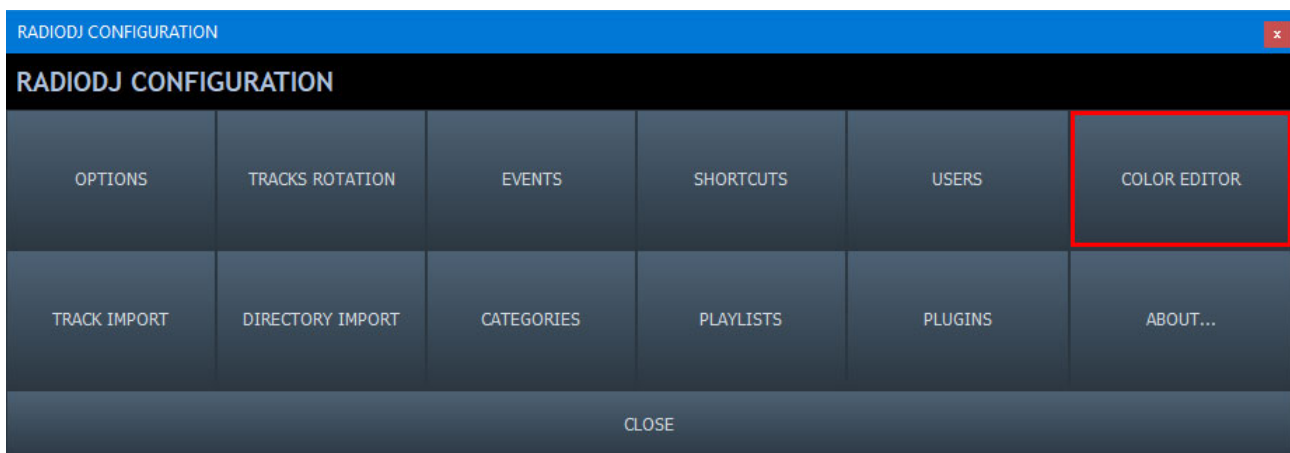 RADIODJ CONFIGURATION
x
RADIODJ CONFIGURATION
OPTIONS
TRACKS ROTATION
EVENTS
SHORTCUTS
USERS
COLOR EDITOR
TRACK IMPORT
DIRECTORY IMPORT
CATEGORIES
PLAYLISTS
PLUGINS
ABOUT...
CLOSE